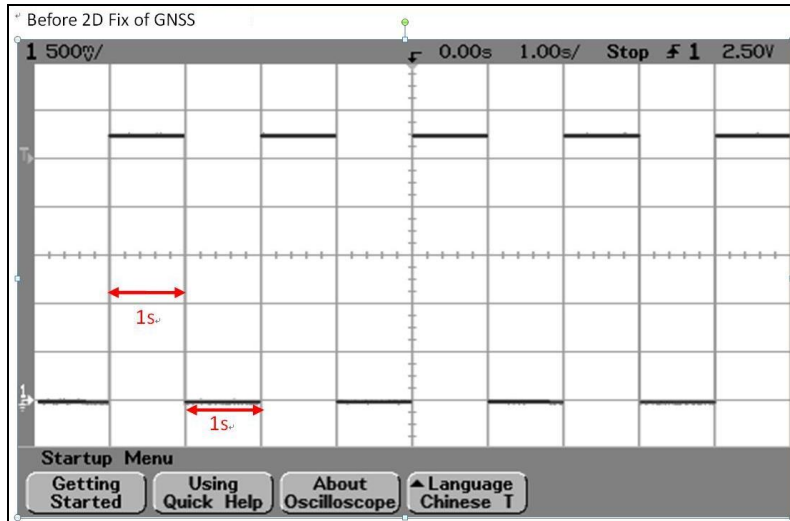 Before 2D Fix of GNSS
1 500㎷/ 0.00s 1.00s/ Stop 1 2.50V
T
1s
1s
Startup Menu
Getting Started
Using Quick Help
About Oscilloscope
Language Chinese T